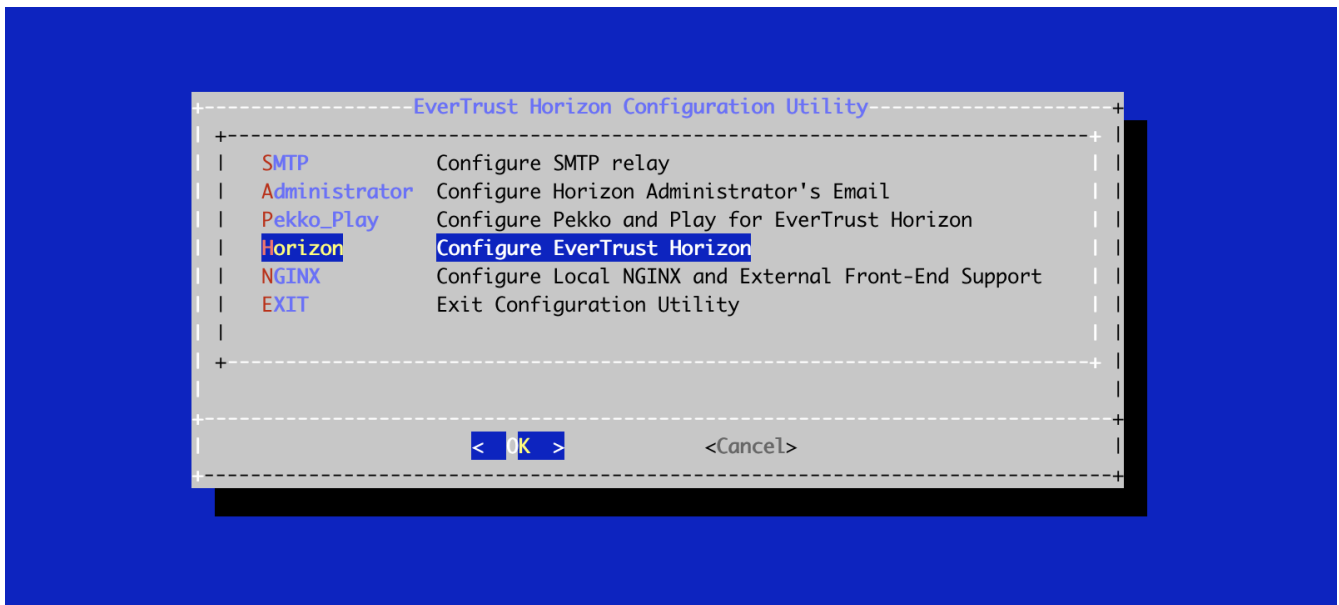 EverTrust Horizon Configuration Utility
SMTP Configure SMTP relay
Administrator Configure Horizon Administrator's Email
Pekko_Play Configure Pekko and Play for EverTrust Horizon
Horizon Configure EverTrust Horizon
NGINX Configure Local NGINX and External Front-End Support
EXIT Exit Configuration Utility
< OK > <Cancel>